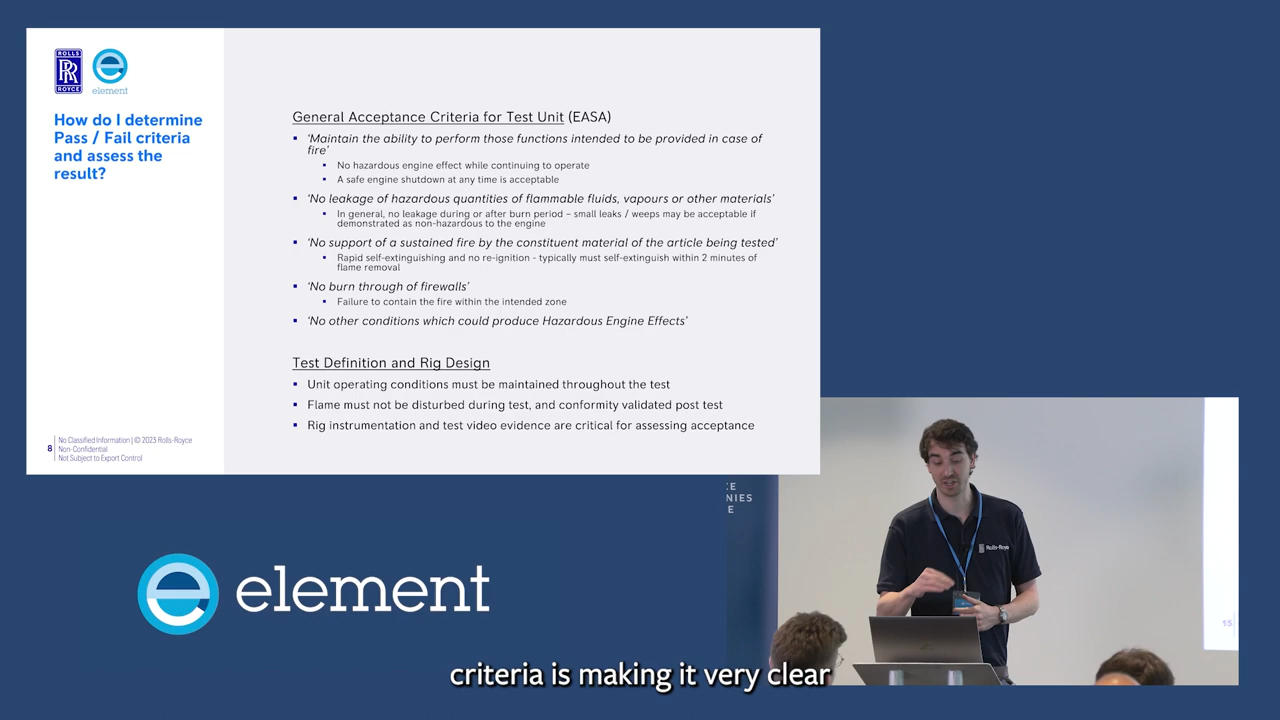 ROLLS
RR
ROYCE
e
element
How do I determine
Pass / Fail criteria
and assess the
result?
General Acceptance Criteria for Test Unit (EASA)
▪ 'Maintain the ability to perform those functions intended to be provided in case of
fire'
▪ No hazardous engine effect while continuing to operate
▪ A safe engine shutdown at any time is acceptable
▪ 'No leakage of hazardous quantities of flammable fluids, vapours or other materials'
▪ In general, no leakage during or after burn period – small leaks / weeps may be acceptable if
demonstrated as non-hazardous to the engine
▪ 'No support of a sustained fire by the constituent material of the article being tested'
▪ Rapid self-extinguishing and no re-ignition - typically must self-extinguish within 2 minutes of
flame removal
▪ 'No burn through of firewalls'
▪ Failure to contain the fire within the intended zone
▪ 'No other conditions which could produce Hazardous Engine Effects'
Test Definition and Rig Design
▪ Unit operating conditions must be maintained throughout the test
▪ Flame must not be disturbed during test, and conformity validated post test
▪ Rig instrumentation and test video evidence are critical for assessing acceptance
8
No Classified Information | © 2023 Rolls-Royce
Non-Confidential
Not Subject to Export Control
NIES
E
Rolls-Royce
15
e element
criteria is making it very clear